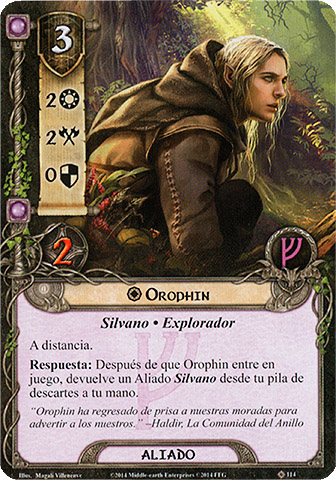 3
2
2
0
2
Orophin
Silvano • Explorador
A distancia.
Respuesta: Después de que Orophin entre en
juego, devuelve un Aliado Silvano desde tu pila de
descartes a tu mano.
“Orophin ha regresado de prisa a nuestras moradas para
advertir a los nuestros.” –Haldir, La Comunidad del Anillo
ALIADO
Illus. Magali Villeneuve
©2014 Middle-earth Enterprises ©2014 FFG
114